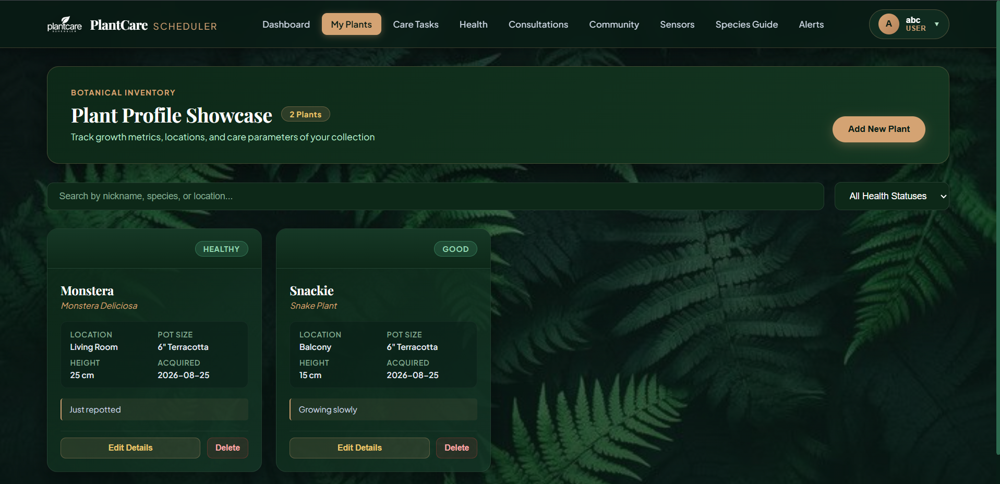 plantcare
SCHEDULER
PlantCare SCHEDULER
Dashboard
My Plants
Care Tasks
Health
Consultations
Community
Sensors
Species Guide
Alerts
A
abc
USER
BOTANICAL INVENTORY
Plant Profile Showcase
2 Plants
Track growth metrics, locations, and care parameters of your collection
Add New Plant
Search by nickname, species, or location...
All Health Statuses
HEALTHY
Monstera
Monstera Deliciosa
LOCATION
Living Room
POT SIZE
6" Terracotta
HEIGHT
25 cm
ACQUIRED
2026-08-25
Just repotted
Edit Details
Delete
GOOD
Snackie
Snake Plant
LOCATION
Balcony
POT SIZE
6" Terracotta
HEIGHT
15 cm
ACQUIRED
2026-08-25
Growing slowly
Edit Details
Delete